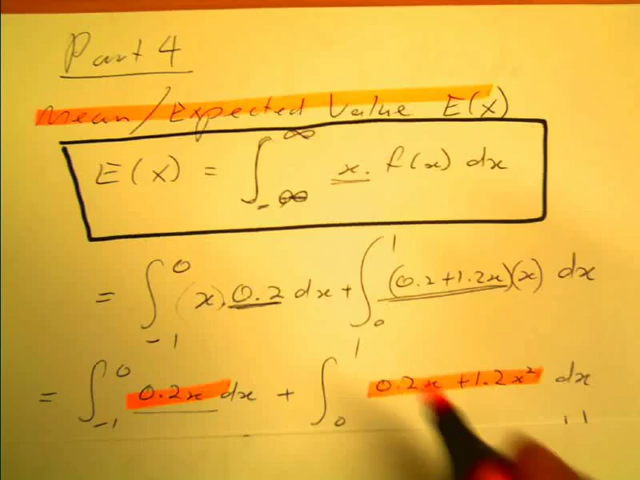 Part 4
Mean/Expected Value E(x)
E(x) = ∫_{-∞}^{∞} x. f(x) dx
= ∫_{-1}^{0} (x) 0.2 dx + ∫_{0}^{1} (0.2+1.2x)(x) dx
= ∫_{-1}^{0} 0.2x dx + ∫_{0}^{1} 0.2x + 1.2x² dx